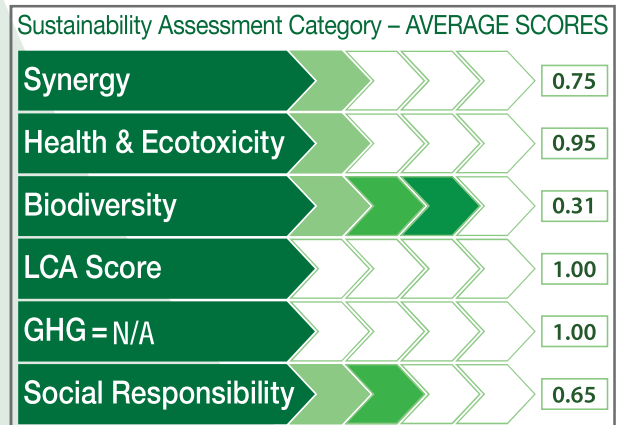 Sustainability Assessment Category – AVERAGE SCORES
Synergy 0.75
Health & Ecotoxicity 0.95
Biodiversity 0.31
LCA Score 1.00
GHG = N/A 1.00
Social Responsibility 0.65